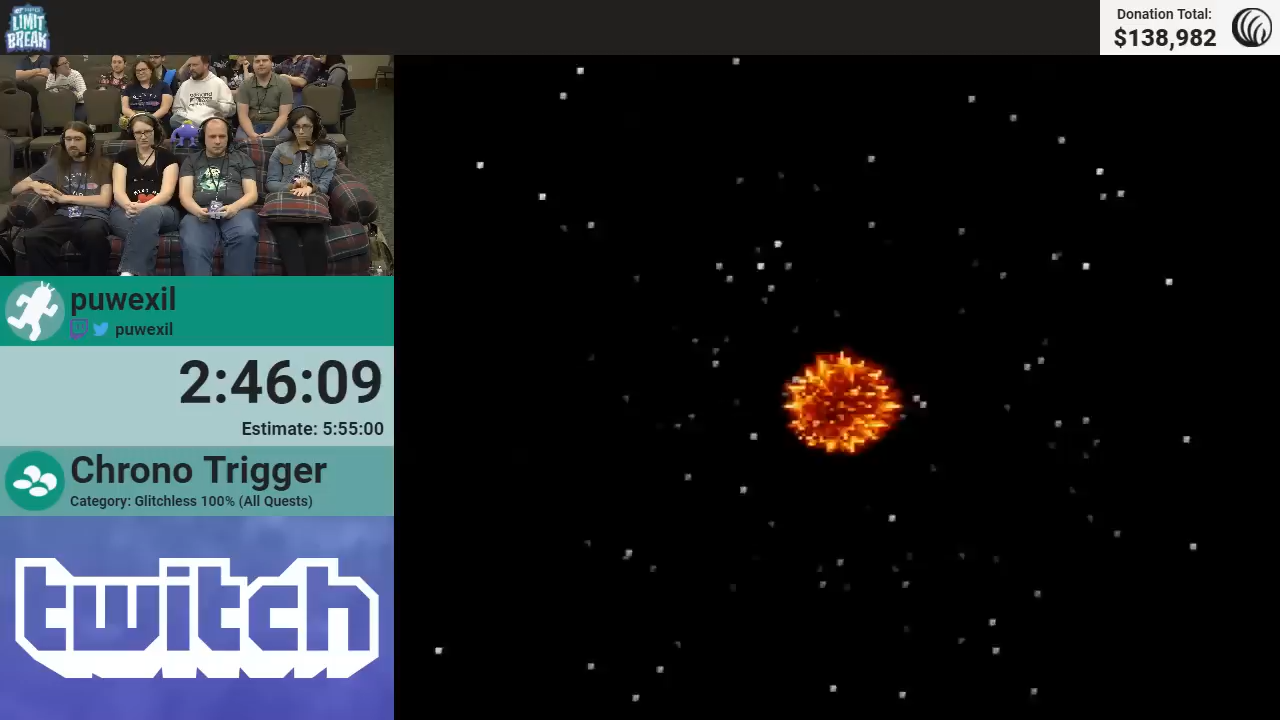 RPG
LIMIT
BREAK
Donation Total:
$138,982
puwexil
puwexil
2:46:09
Estimate: 5:55:00
Chrono Trigger
Category: Glitchless 100% (All Quests)
twitch